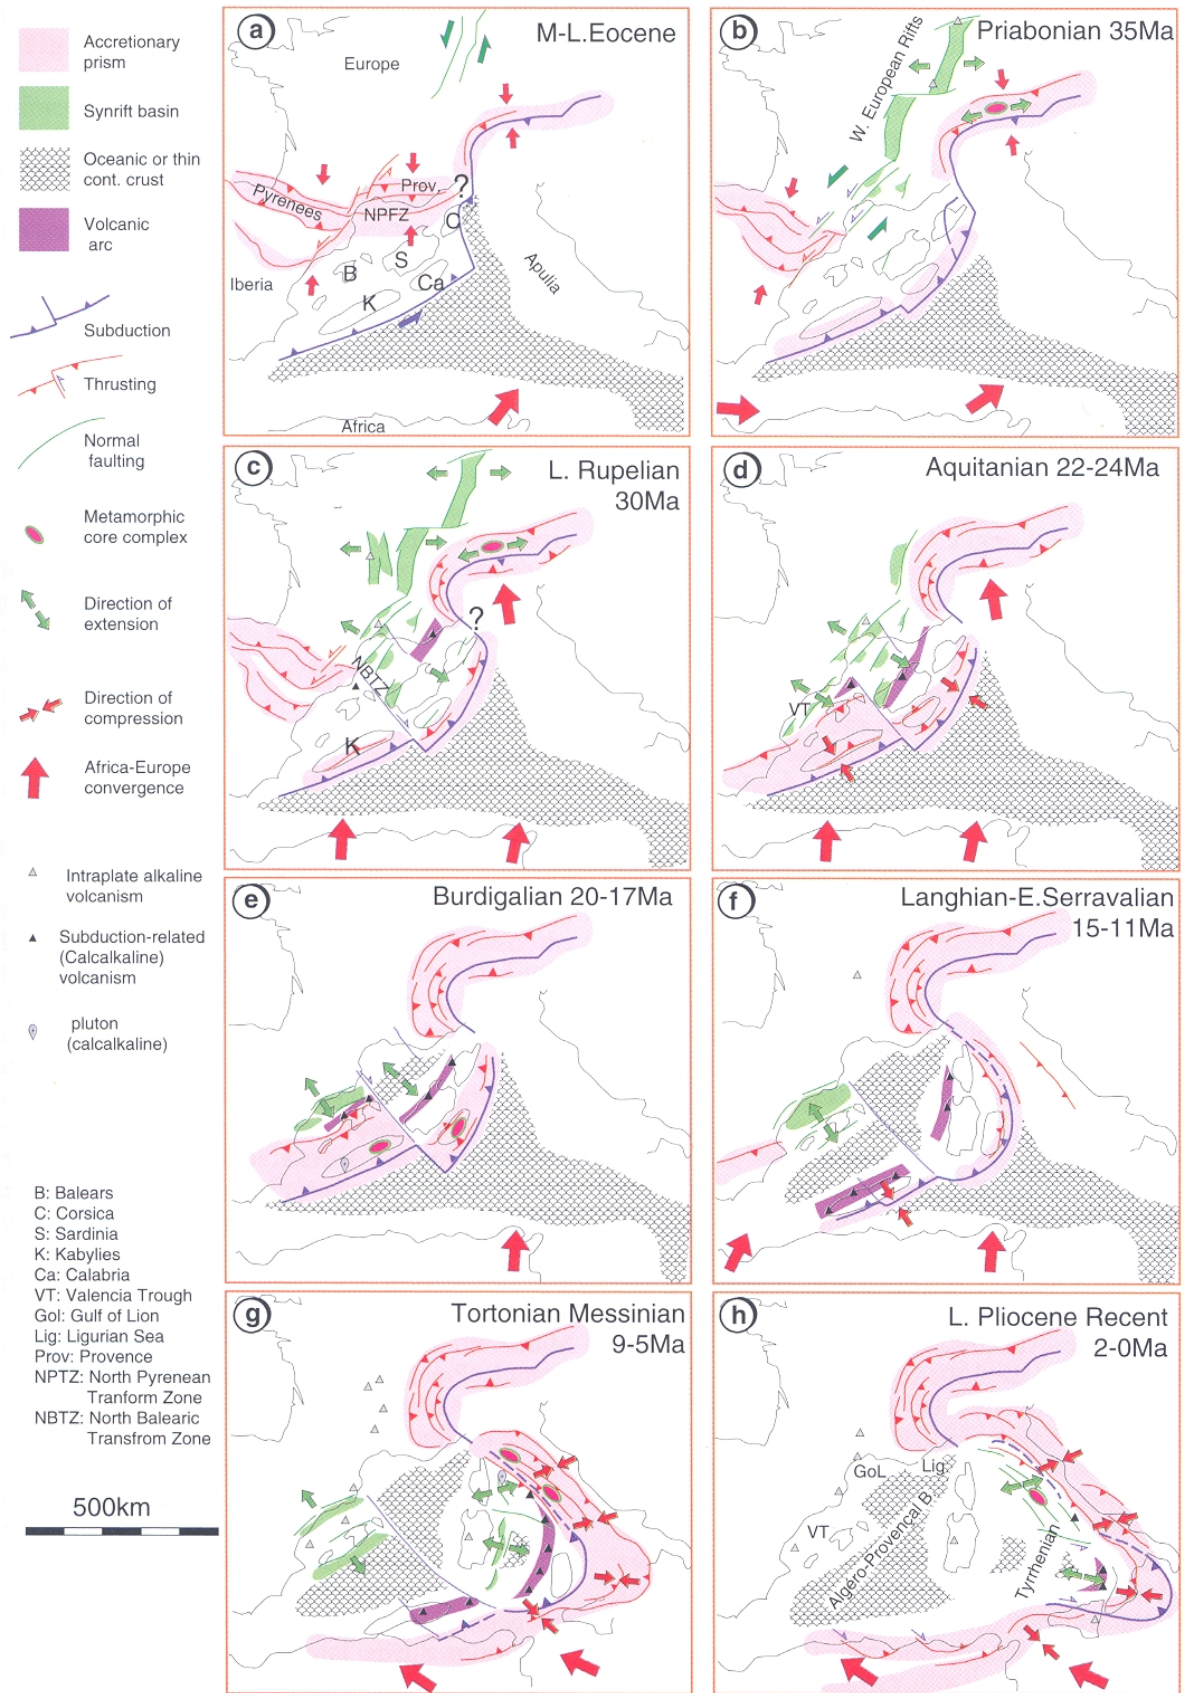 Accretionary
prism
Synrift basin
Oceanic or thin
cont. crust
Volcanic
arc
Subduction
Thrusting
Normal
faulting
Metamorphic
core complex
Direction of
extension
Direction of
compression
Africa-Europe
convergence
Intraplate alkaline
volcanism
Subduction-related
(Calcalkaline)
volcanism
pluton
(calcalkaline)
B: Balears
C: Corsica
S: Sardinia
K: Kabylies
Ca: Calabria
VT: Valencia Trough
Gol: Gulf of Lion
Lig: Ligurian Sea
Prov: Provence
NPTZ: North Pyrenean
Tranform Zone
NBTZ: North Balearic
Transfrom Zone
500km
a
M-L.Eocene
Europe
Prov.
?
Pyrenees
NPFZ
C
S
B
Ca
K
Iberia
Apulia
Africa
b
Priabonian 35Ma
W. European Rifts
c
L. Rupelian
30Ma
?
NBTZ
K
d
Aquitanian 22-24Ma
VT
e
Burdigalian 20-17Ma
f
Langhian-E.Serravalian
15-11Ma
g
Tortonian Messinian
9-5Ma
h
L. Pliocene Recent
2-0Ma
GoL
Lig
VT
Algéro-Provençal B.
Tyrrhenian